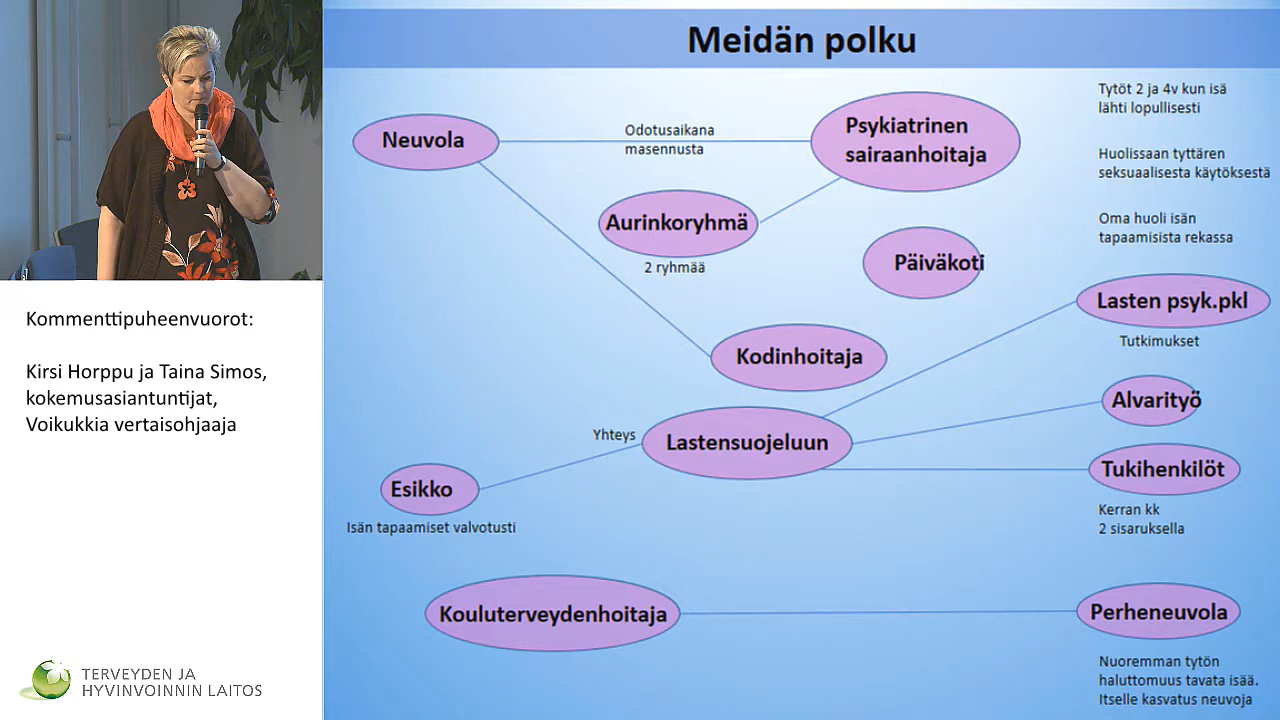 Meidän polku
Neuvola
Odotusaikana
masennusta
Psykiatrinen
sairaanhoitaja
Tytöt 2 ja 4v kun isä
lähti lopullisesti
Huolissaan tyttären
seksuaalisesta käytöksestä
Aurinkoryhmä
2 ryhmää
Oma huoli isän
tapaamisista rekassa
Päiväkoti
Lasten psyk.pkl
Tutkimukset
Kodinhoitaja
Alvarityö
Yhteys
Lastensuojeluun
Tukihenkilöt
Kerran kk
2 sisaruksella
Esikko
Isän tapaamiset valvotusti
Kouluterveydenhoitaja
Perheneuvola
Nuoremman tytön
haluttomuus tavata isää.
Itselle kasvatus neuvoja
Kommenttipuheenvuorot:
Kirsi Horppu ja Taina Simos,
kokemusasiantuntijat,
Voikukkia vertaisohjaaja
TERVEYDEN JA
HYVINVOINNIN LAITOS